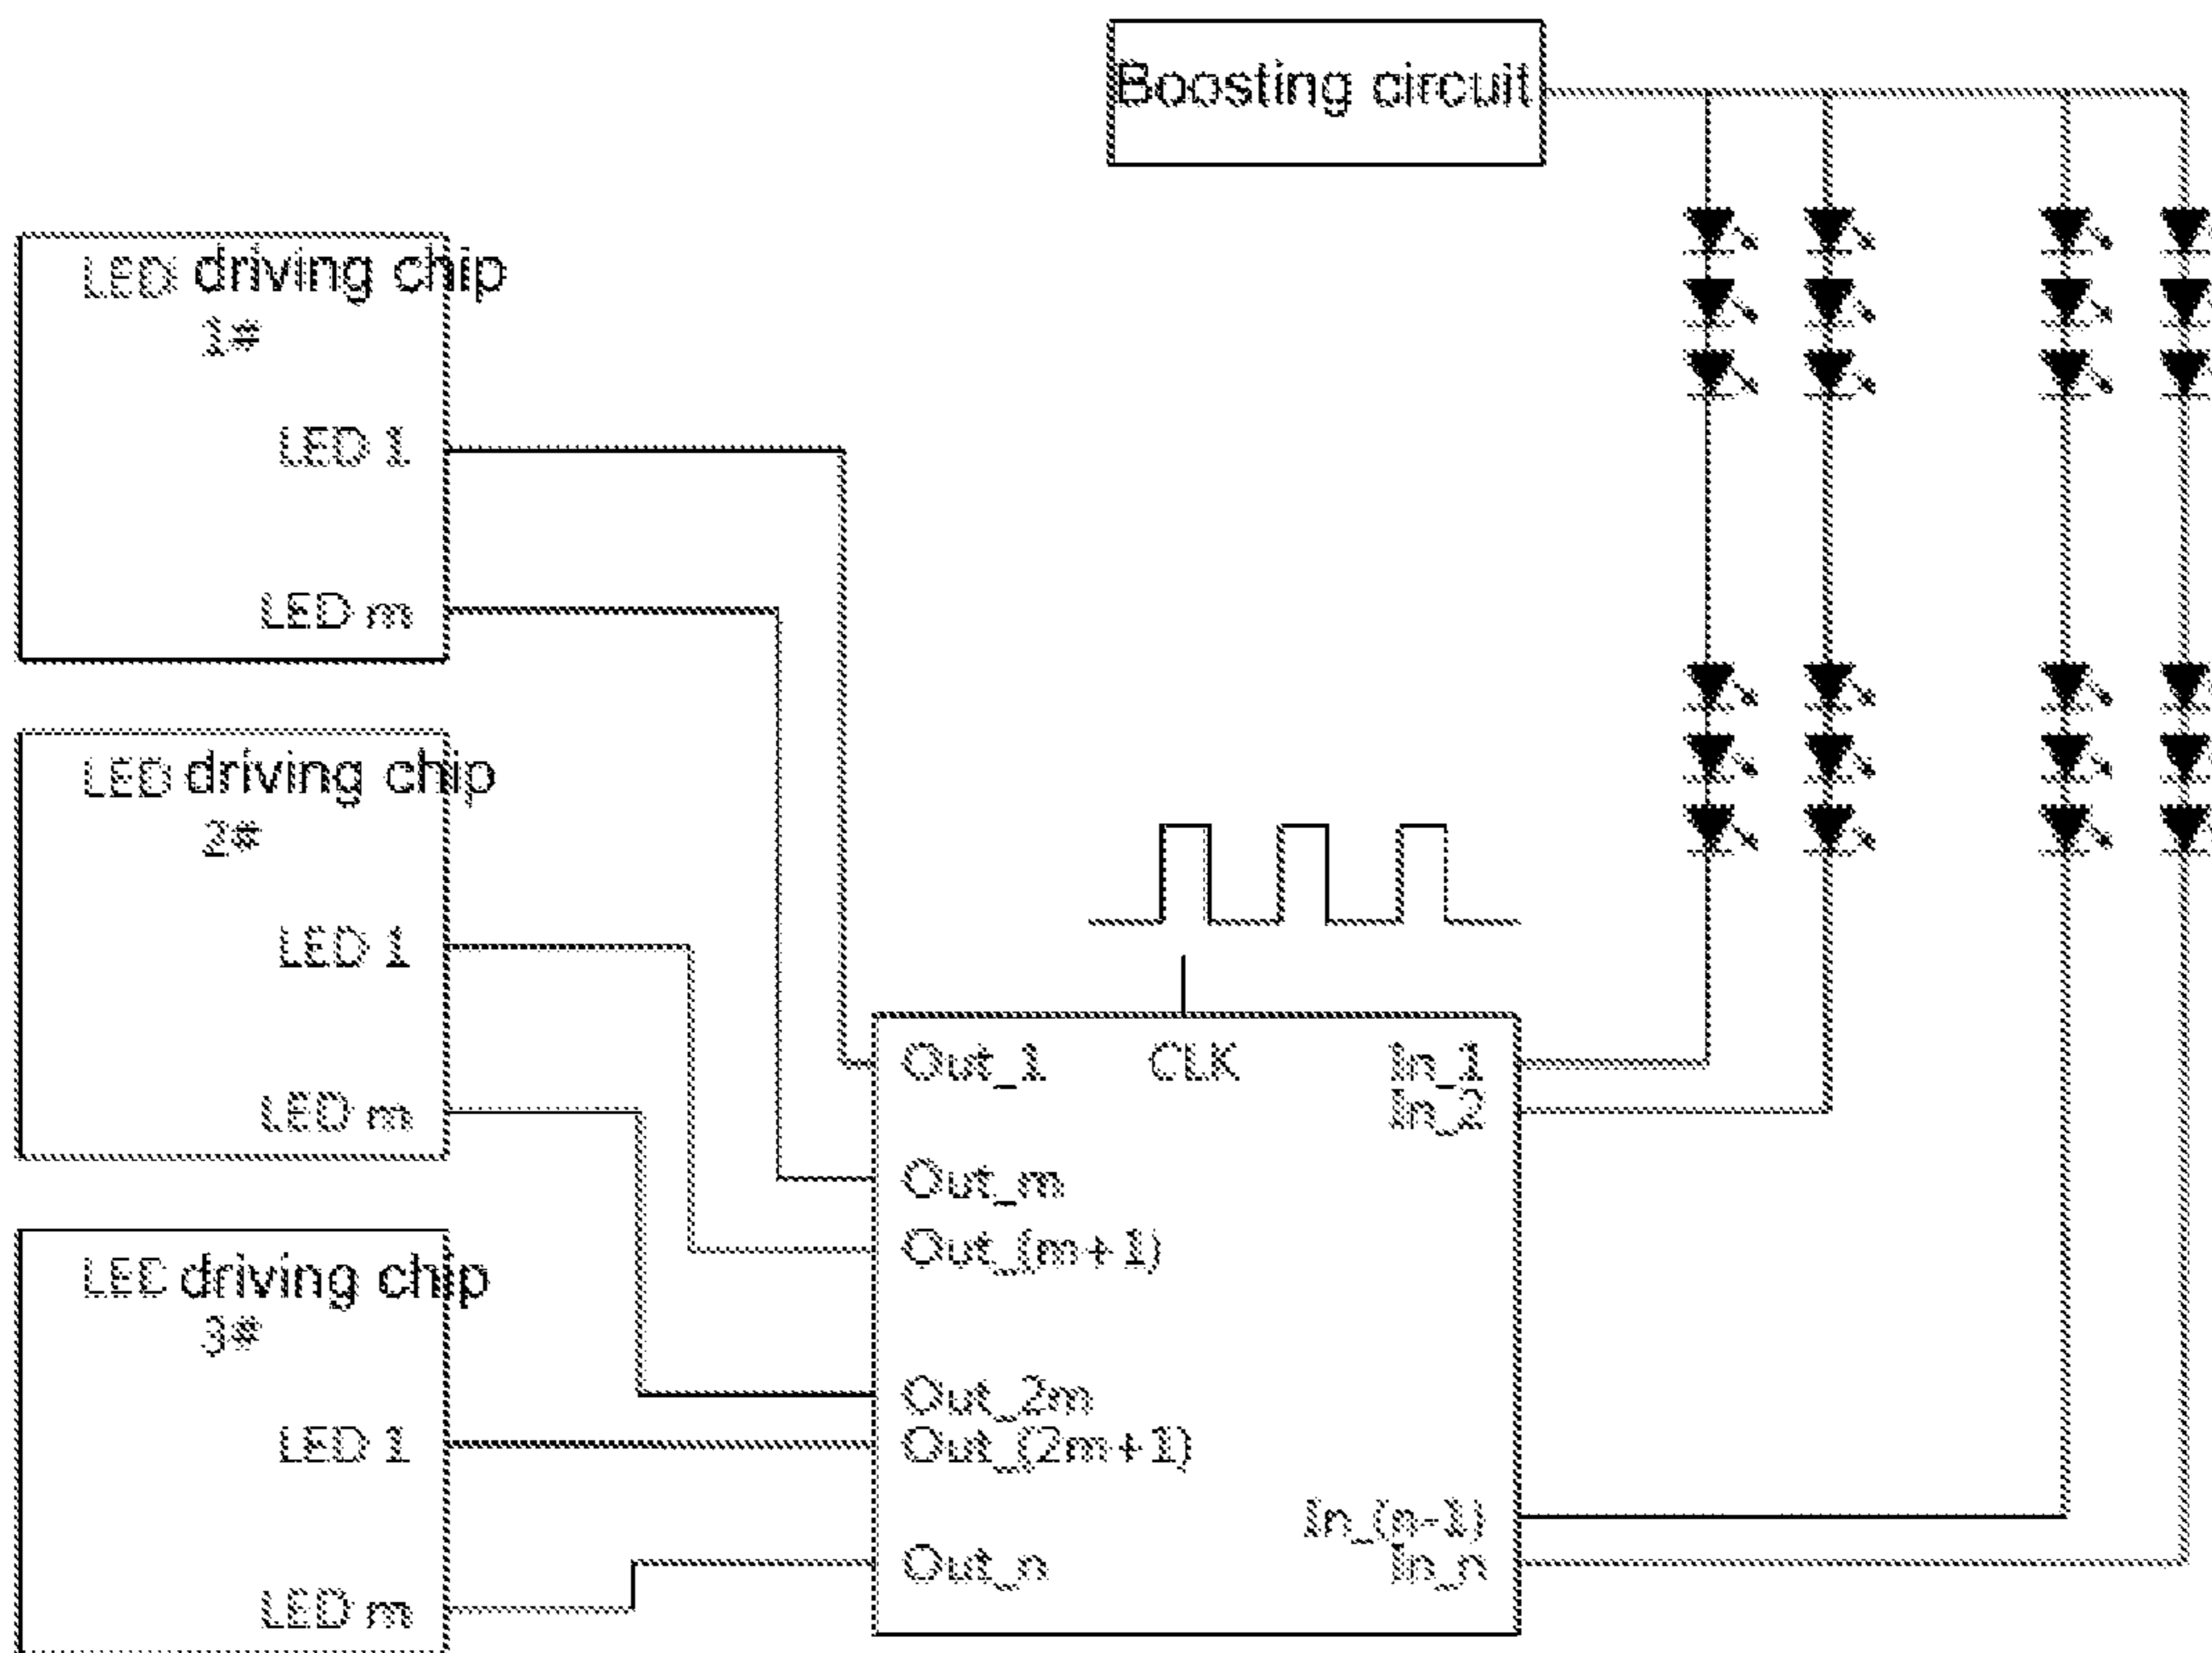 Boosting circuit
LED driving chip
1#
LED 1
LED m
LED driving chip
2#
LED 1
LED m
LED driving chip
3#
LED 1
LED m
Out_1 CLK In_1
In_2
Out_m
Out_(m+1)
Out_2m
Out_(2m+1)
In_(n-1)
Out_n In_n